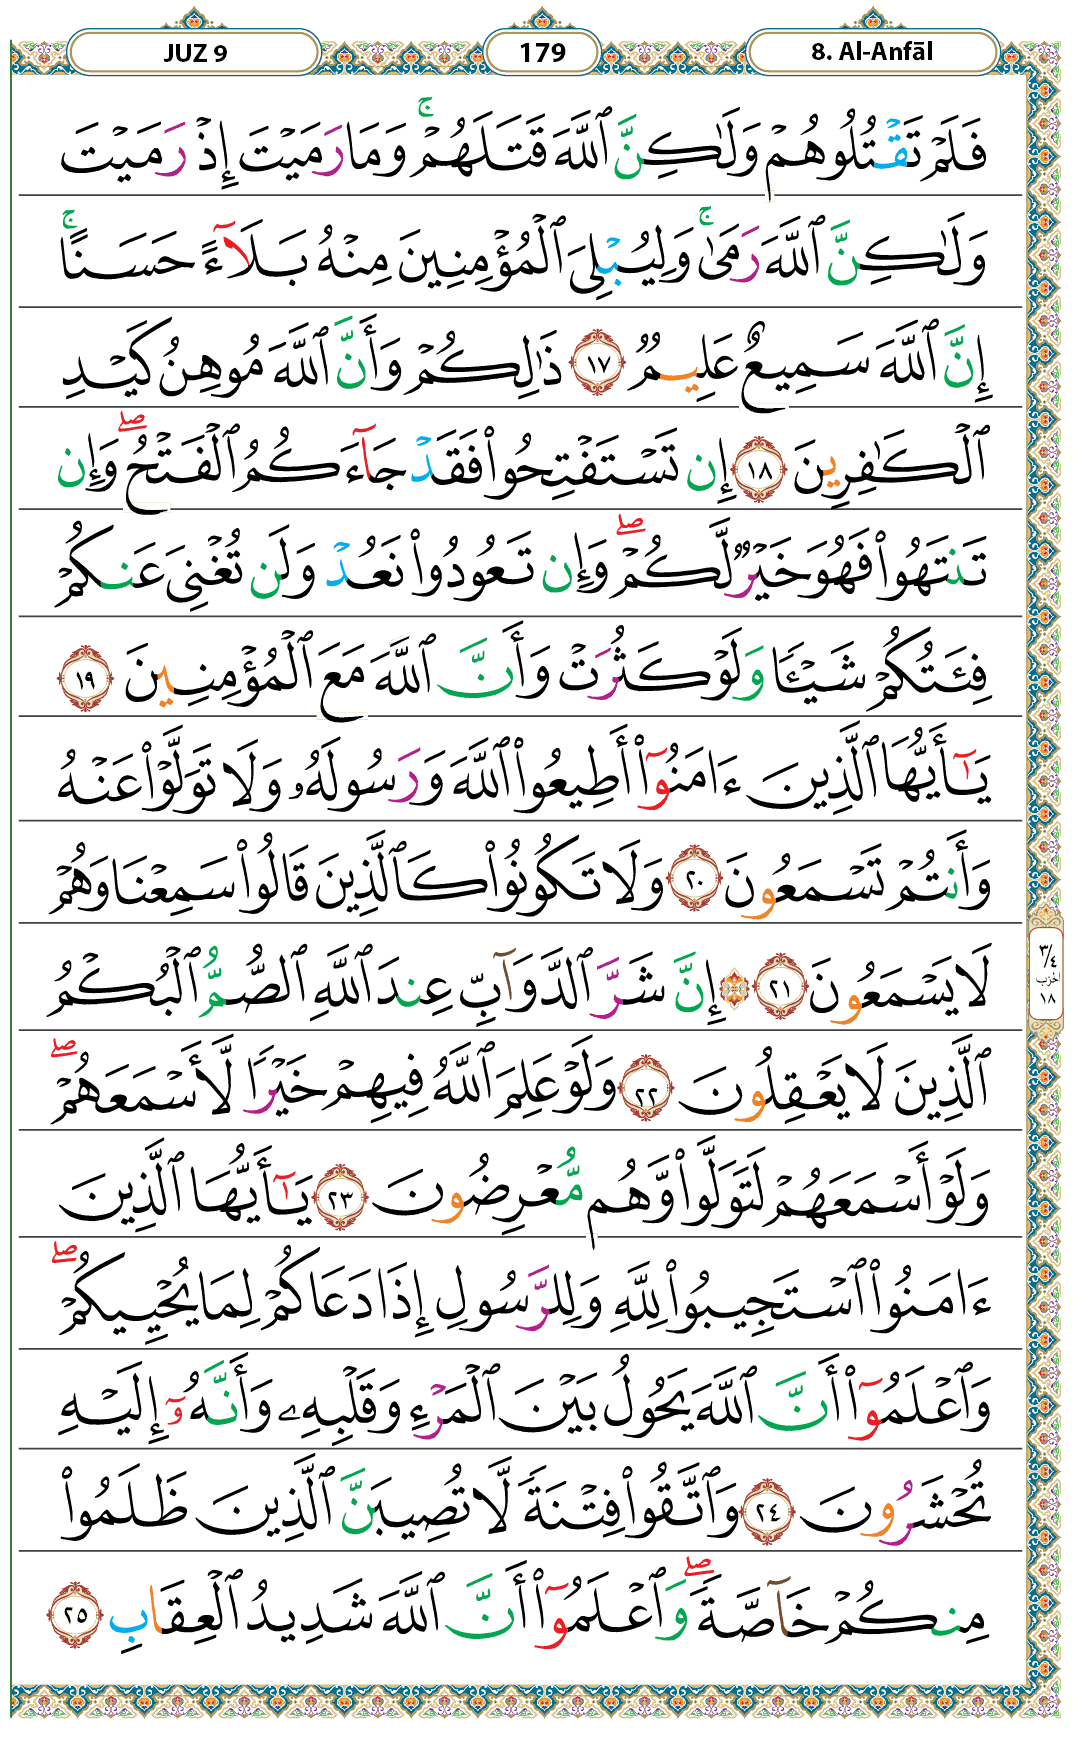 JUZ 9
179
8. Al-Anfāl
فَلَمْ تَقْتُلُوهُمْ وَلَٰكِنَّ ٱللَّهَ قَتَلَهُمْ ۚ وَمَا رَمَيْتَ إِذْ رَمَيْتَ
وَلَٰكِنَّ ٱللَّهَ رَمَىٰ ۚ وَلِيُبْلِىَ ٱلْمُؤْمِنِينَ مِنْهُ بَلَآءً حَسَنًا ۚ
إِنَّ ٱللَّهَ سَمِيعٌ عَلِيمٌ ١٧ ذَٰلِكُمْ وَأَنَّ ٱللَّهَ مُوهِنُ كَيْدِ
ٱلْكَٰفِرِينَ ١٨ إِن تَسْتَفْتِحُوا۟ فَقَدْ جَآءَكُمُ ٱلْفَتْحُ ۖ وَإِن
تَنتَهُوا۟ فَهُوَ خَيْرٌ لَّكُمْ ۖ وَإِن تَعُودُوا۟ نَعُدْ وَلَن تُغْنِىَ عَنكُمْ
فِئَتُكُمْ شَيْـًٔا وَلَوْ كَثُرَتْ وَأَنَّ ٱللَّهَ مَعَ ٱلْمُؤْمِنِينَ ١٩
يَٰٓأَيُّهَا ٱلَّذِينَ ءَامَنُوٓا۟ أَطِيعُوا۟ ٱللَّهَ وَرَسُولَهُۥ وَلَا تَوَلَّوْا۟ عَنْهُ
وَأَنتُمْ تَسْمَعُونَ ٢٠ وَلَا تَكُونُوا۟ كَٱلَّذِينَ قَالُوا۟ سَمِعْنَا وَهُمْ
لَا يَسْمَعُونَ ٢١ ۞ إِنَّ شَرَّ ٱلدَّوَآبِّ عِندَ ٱللَّهِ ٱلصُّمُّ ٱلْبُكْمُ
٣/٤
الحزب
١٨
ٱلَّذِينَ لَا يَعْقِلُونَ ٢٢ وَلَوْ عَلِمَ ٱللَّهُ فِيهِمْ خَيْرًا لَّأَسْمَعَهُمْ ۖ
وَلَوْ أَسْمَعَهُمْ لَتَوَلَّوا۟ وَّهُم مُّعْرِضُونَ ٢٣ يَٰٓأَيُّهَا ٱلَّذِينَ
ءَامَنُوا۟ ٱسْتَجِيبُوا۟ لِلَّهِ وَلِلرَّسُولِ إِذَا دَعَاكُمْ لِمَا يُحْيِيكُمْ ۖ
وَٱعْلَمُوٓا۟ أَنَّ ٱللَّهَ يَحُولُ بَيْنَ ٱلْمَرْءِ وَقَلْبِهِۦ وَأَنَّهُۥٓ إِلَيْهِ
تُحْشَرُونَ ٢٤ وَٱتَّقُوا۟ فِتْنَةً لَّا تُصِيبَنَّ ٱلَّذِينَ ظَلَمُوا۟
مِنكُمْ خَآصَّةً ۖ وَٱعْلَمُوٓا۟ أَنَّ ٱللَّهَ شَدِيدُ ٱلْعِقَابِ ٢٥